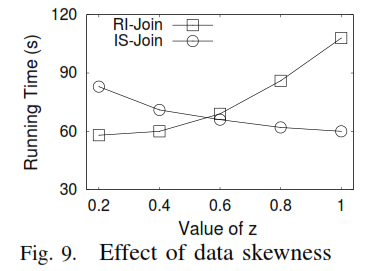 120
90
60
30
Running Time (s)
RI-Join
IS-Join
0.2 0.4 0.6 0.8 1
Value of z
Fig. 9. Effect of data skewness